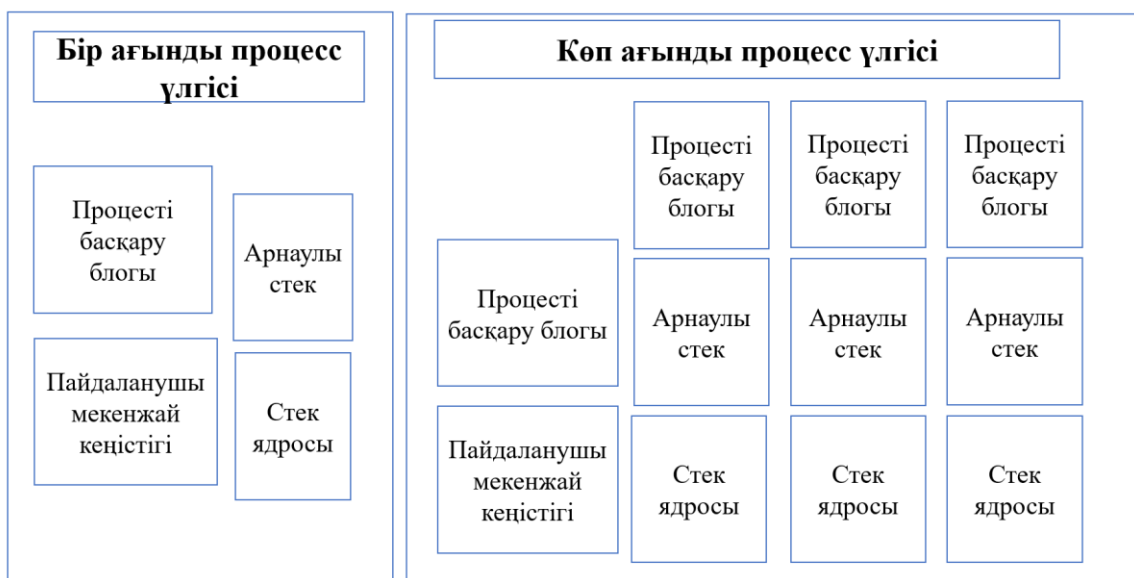 Бір ағынды процесс
үлгісі
Процесті
басқару
блогы
Арнаулы
стек
Пайдаланушы
мекенжай
кеңістігі
Стек
ядросы
Көп ағынды процесс үлгісі
Процесті
басқару блогы
Пайдаланушы
мекенжай
кеңістігі
Процесті
басқару
блогы
Процесті
басқару
блогы
Процесті
басқару
блогы
Арнаулы
стек
Арнаулы
стек
Арнаулы
стек
Стек
ядросы
Стек
ядросы
Стек
ядросы